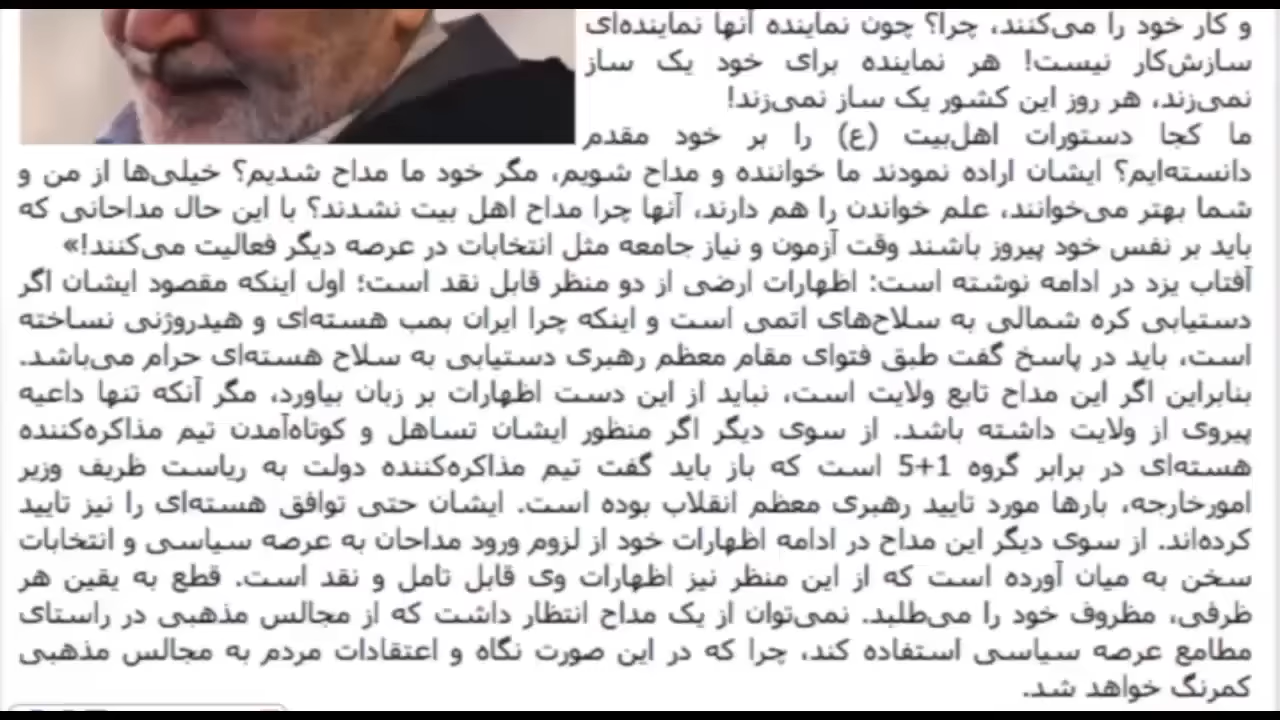 و کار خود را می‌کنند، چرا؟ چون نماینده آنها نماینده‌ای
سازش‌کار نیست! هر نماینده برای خود یک ساز
نمی‌زند، هر روز این کشور یک ساز نمی‌زند!
ما کجا دستورات اهل‌بیت (ع) را بر خود مقدم
دانسته‌ایم؟ ایشان اراده نمودند ما خواننده و مداح شویم، مگر خود ما مداح شدیم؟ خیلی‌ها از من و
شما بهتر می‌خوانند، علم خواندن را هم دارند، آنها چرا مداح اهل بیت نشدند؟ با این حال مداحانی که
باید بر نفس خود پیروز باشند وقت آزمون و نیاز جامعه مثل انتخابات در عرصه دیگر فعالیت می‌کنند!»
آفتاب یزد در ادامه نوشته است: اظهارات ارضی از دو منظر قابل نقد است؛ اول اینکه مقصود ایشان اگر
دستیابی کره شمالی به سلاح‌های اتمی است و اینکه چرا ایران بمب هسته‌ای و هیدروژنی نساخته
است، باید در پاسخ گفت طبق فتوای مقام معظم رهبری دستیابی به سلاح هسته‌ای حرام می‌باشد.
بنابراین اگر این مداح تابع ولایت است، نباید از این دست اظهارات بر زبان بیاورد، مگر آنکه تنها داعیه
پیروی از ولایت داشته باشد. از سوی دیگر اگر منظور ایشان تساهل و کوتاه‌آمدن تیم مذاکره‌کننده
هسته‌ای در برابر گروه 1+5 است که باز باید گفت تیم مذاکره‌کننده دولت به ریاست ظریف وزیر
امورخارجه، بارها مورد تایید رهبری معظم انقلاب بوده است. ایشان حتی توافق هسته‌ای را نیز تایید
کرده‌اند. از سوی دیگر این مداح در ادامه اظهارات خود از لزوم ورود مداحان به عرصه سیاسی و انتخابات
سخن به میان آورده است که از این منظر نیز اظهارات وی قابل تامل و نقد است. قطع به یقین هر
ظرفی، مظروف خود را می‌طلبد. نمی‌توان از یک مداح انتظار داشت که از مجالس مذهبی در راستای
مطامع عرصه سیاسی استفاده کند، چرا که در این صورت نگاه و اعتقادات مردم به مجالس مذهبی
کمرنگ خواهد شد.